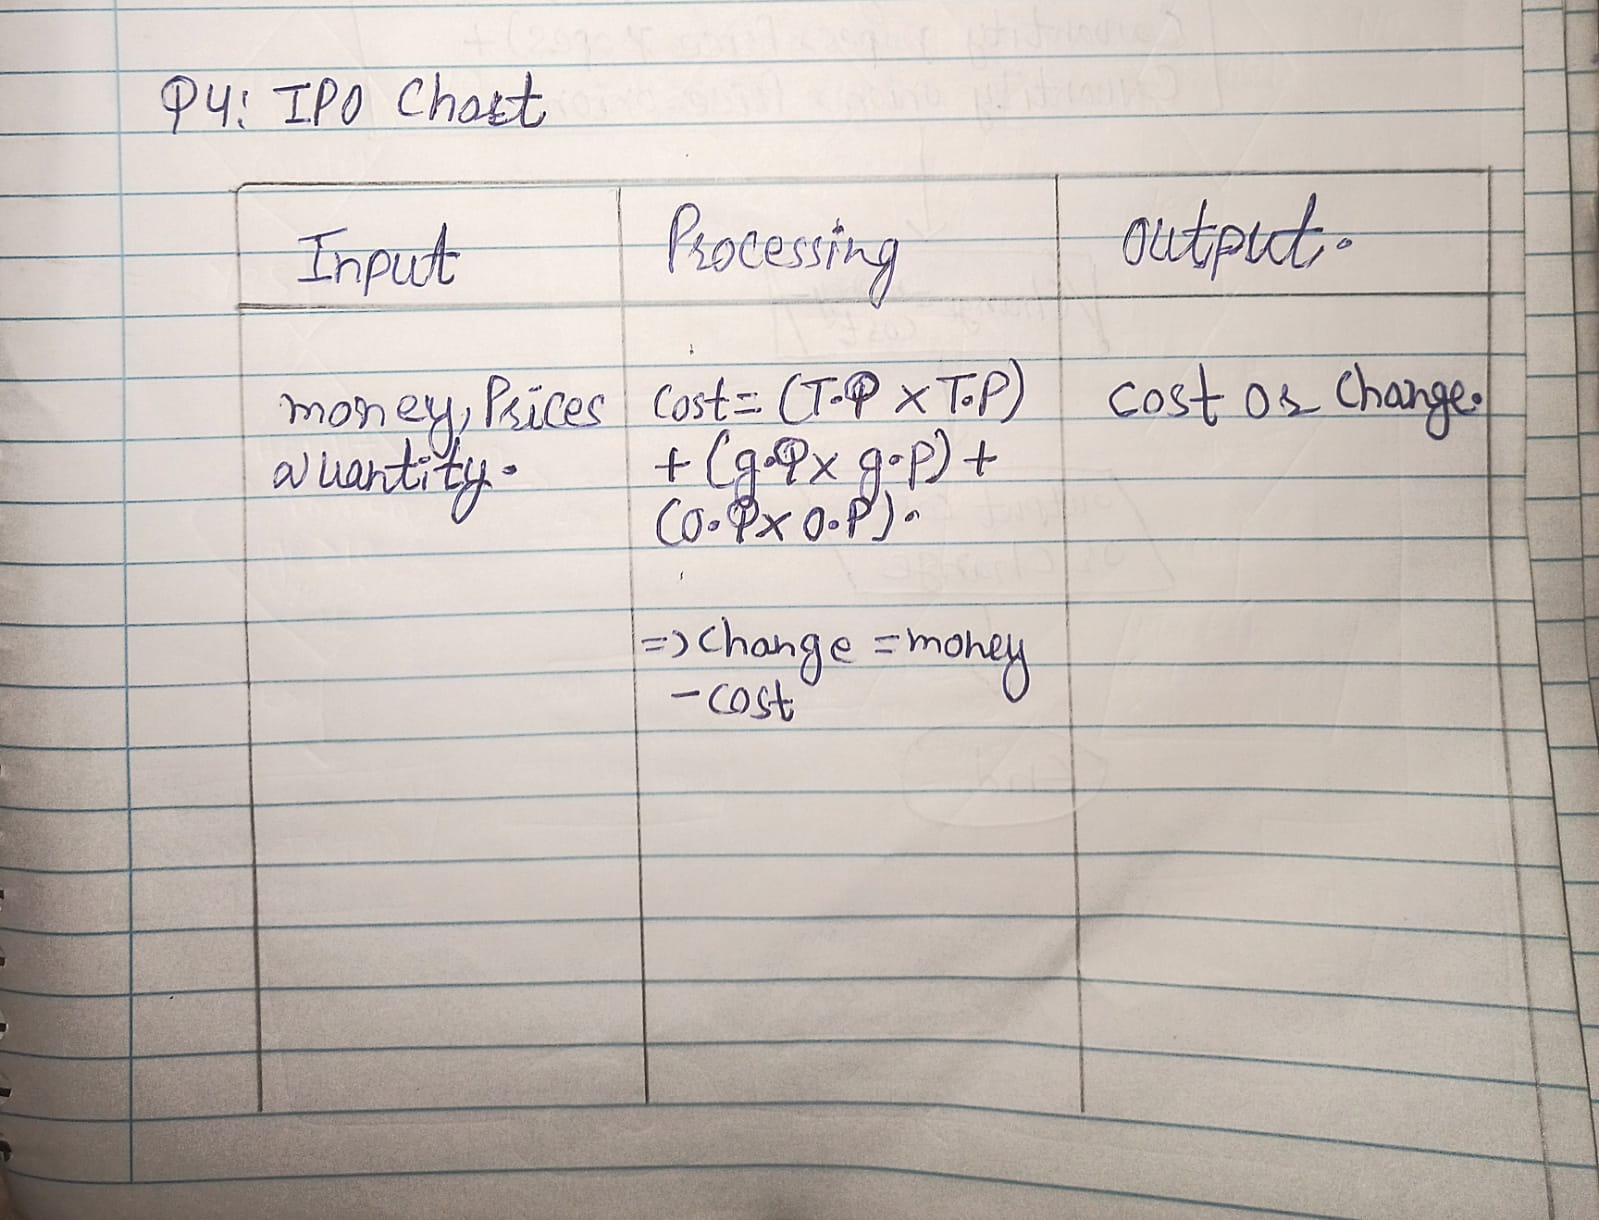 Q4: IPO Chart
Input
Processing
output.
money, Prices
Quantity.
Cost= (T.Q × T.P)
+ (g.Q× g.p) +
(O.Q× O.P).
=> Change = money
- cost
cost or Change.